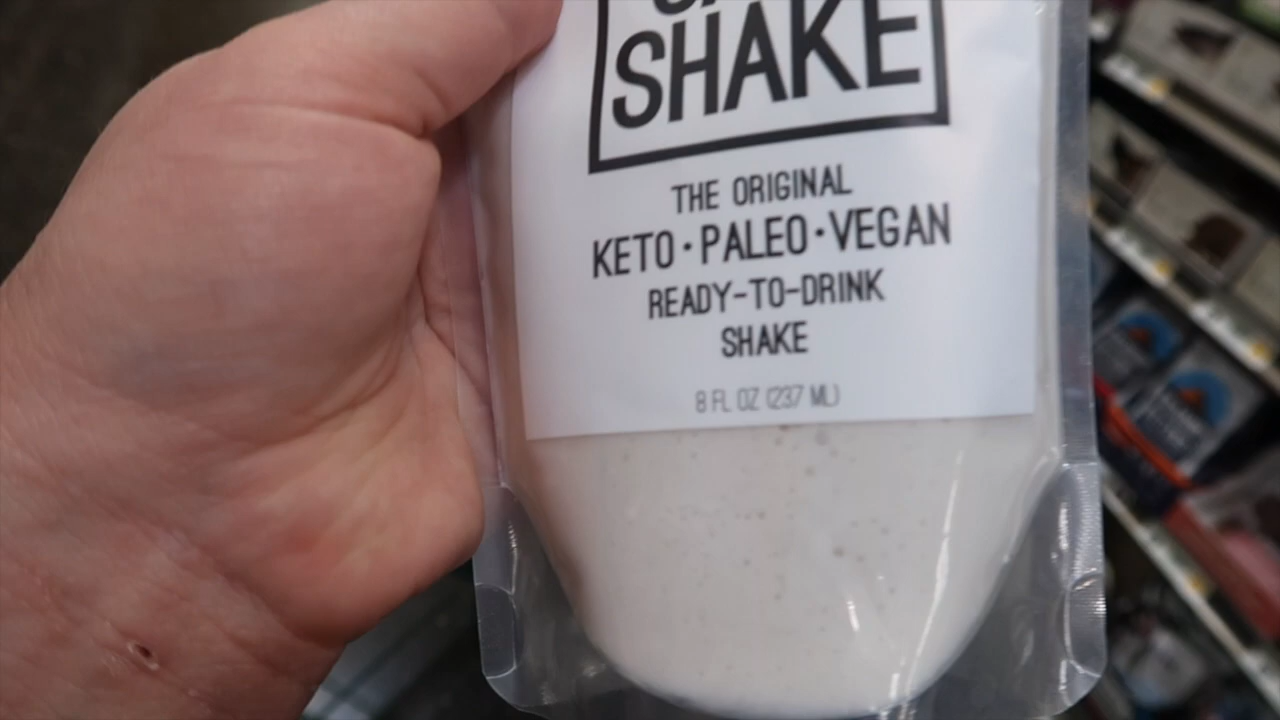 SHAKE
THE ORIGINAL
KETO • PALEO • VEGAN
READY-TO-DRINK
SHAKE
8 FL OZ (237 ML)